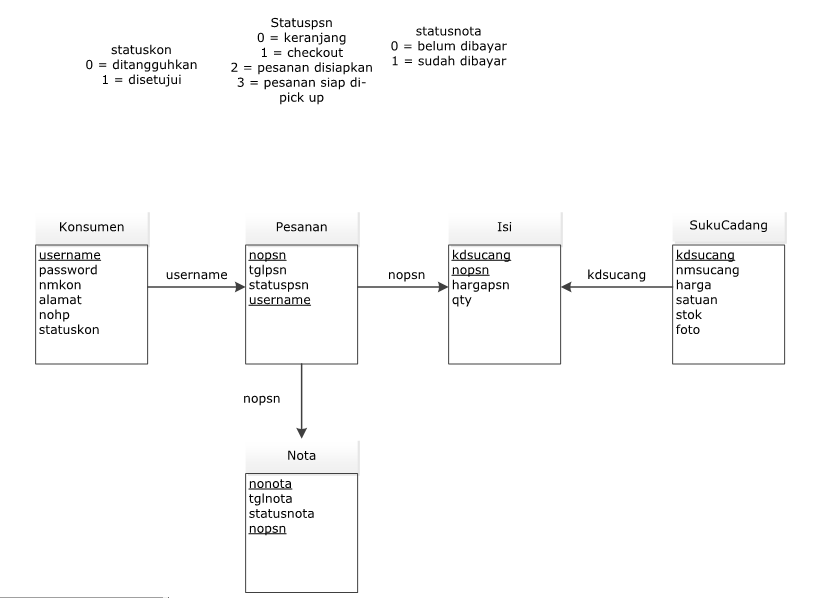 statuskon
0 = ditangguhkan
1 = disetujui
Statuspsn
0 = keranjang
1 = checkout
2 = pesanan disiapkan
3 = pesanan siap di-
pick up
statusnota
0 = belum dibayar
1 = sudah dibayar
Konsumen
username
password
nmkon
alamat
nohp
statuskon
username
Pesanan
nopsn
tglpsn
statuspsn
username
nopsn
Isi
kdsucang
nopsn
hargapsn
qty
kdsucang
SukuCadang
kdsucang
nmsucang
harga
satuan
stok
foto
nopsn
Nota
nonota
tglnota
statusnota
nopsn